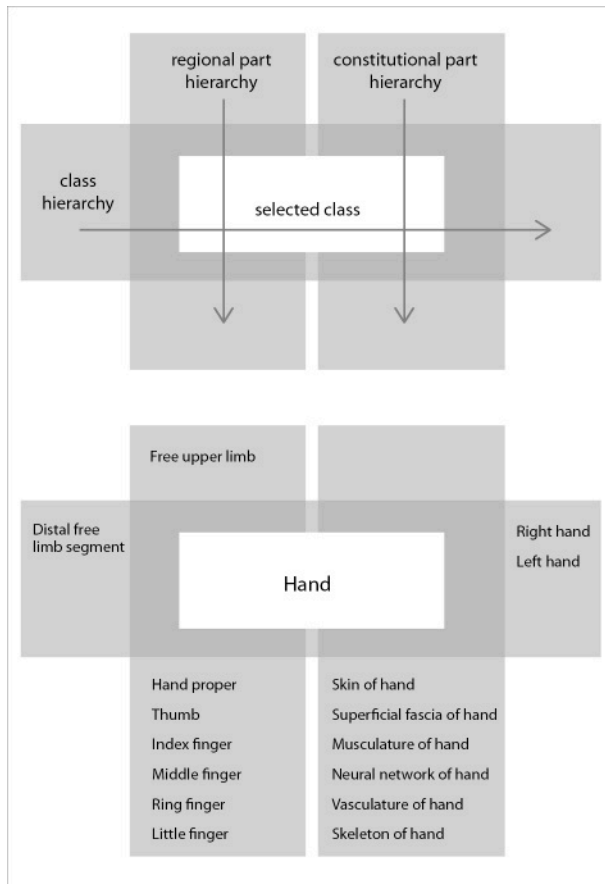 regional part
hierarchy
constitutional part
hierarchy
class
hierarchy
selected class
Free upper limb
Distal free
limb segment
Hand
Right hand
Left hand
Hand proper
Thumb
Index finger
Middle finger
Ring finger
Little finger
Skin of hand
Superficial fascia of hand
Musculature of hand
Neural network of hand
Vasculature of hand
Skeleton of hand